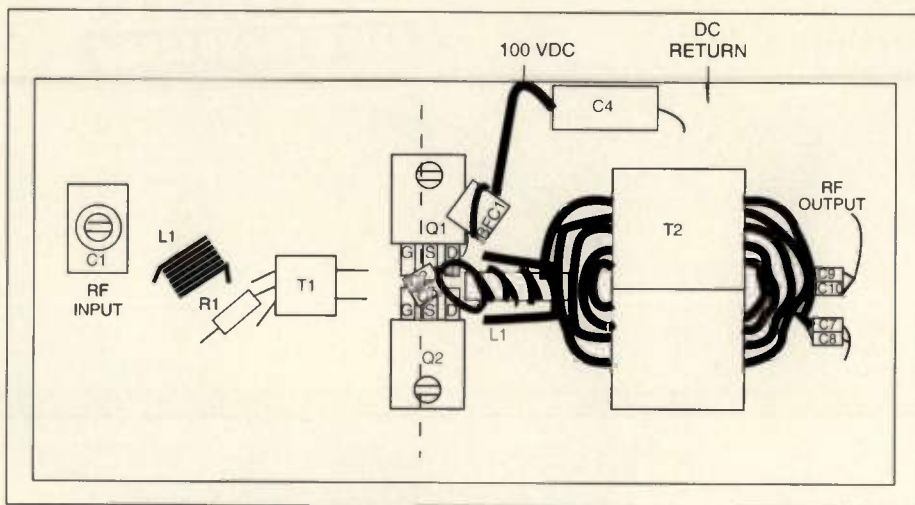 100 VDC
DC
RETURN
C4
C1
RF
INPUT
L1
R1
T1
Q1
G S D
BFC1
G S D
Q2
L1
T2
RF
OUTPUT
C9
C10
C7
C8